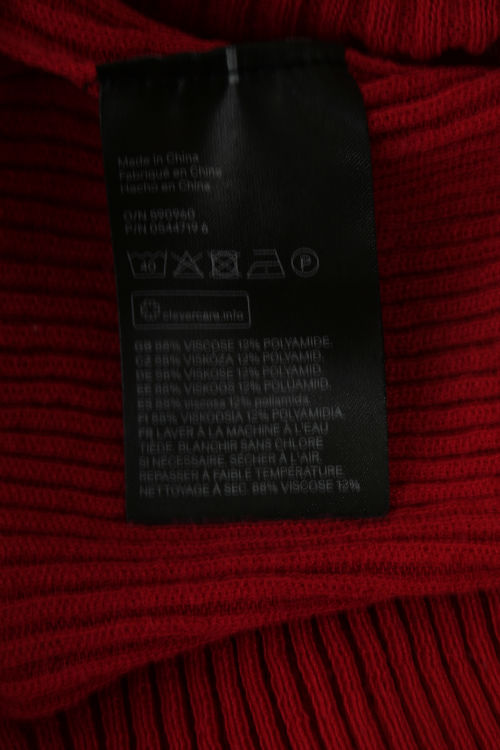 Made in China
Fabriqué en Chine
Hecho en China
O/N 890960
P/N 0544719 6
40
P
clevercare.info
GB 88% VISCOSE 12% POLYAMIDE.
CZ 88% VISKÓZA 12% POLYAMID.
DE 88% VISKOSE 12% POLYAMID.
EE 88% VISKOOS 12% POLÜAMIID.
ES 88% viscosa 12% poliamida.
FI 88% VISKOOSIA 12% POLYAMIDIA.
FR LAVER À LA MACHINE À L'EAU
TIÈDE. BLANCHIR SANS CHLORE
SI NÉCESSAIRE. SÉCHER À L'AIR.
REPASSER À FAIBLE TEMPÉRATURE.
NETTOYAGE À SEC. 88% VISCOSE 12%